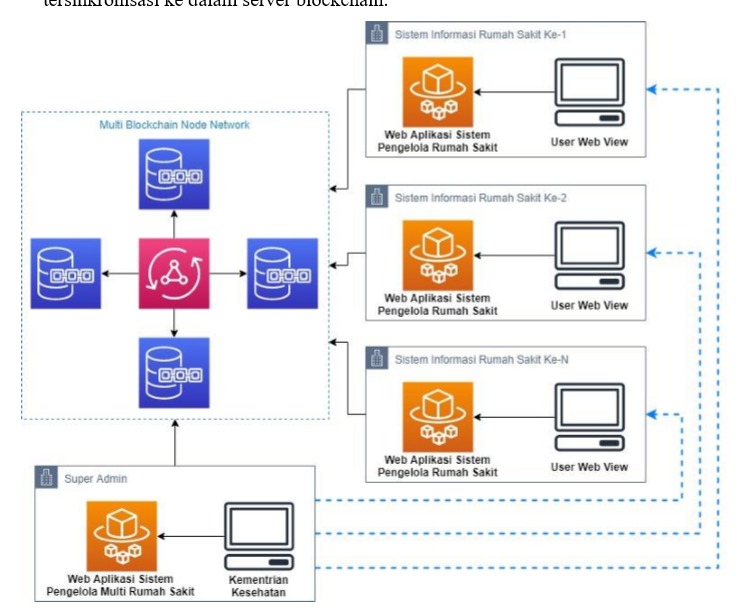 tersinkronisasi ke dalam server blockchain.
Sistem Informasi Rumah Sakit Ke-1
Web Aplikasi Sistem
Pengelola Rumah Sakit
User Web View
Multi Blockchain Node Network
Sistem Informasi Rumah Sakit Ke-2
Web Aplikasi Sistem
Pengelola Rumah Sakit
User Web View
Sistem Informasi Rumah Sakit Ke-N
Web Aplikasi Sistem
Pengelola Rumah Sakit
User Web View
Super Admin
Web Aplikasi Sistem
Pengelola Multi Rumah Sakit
Kementrian
Kesehatan